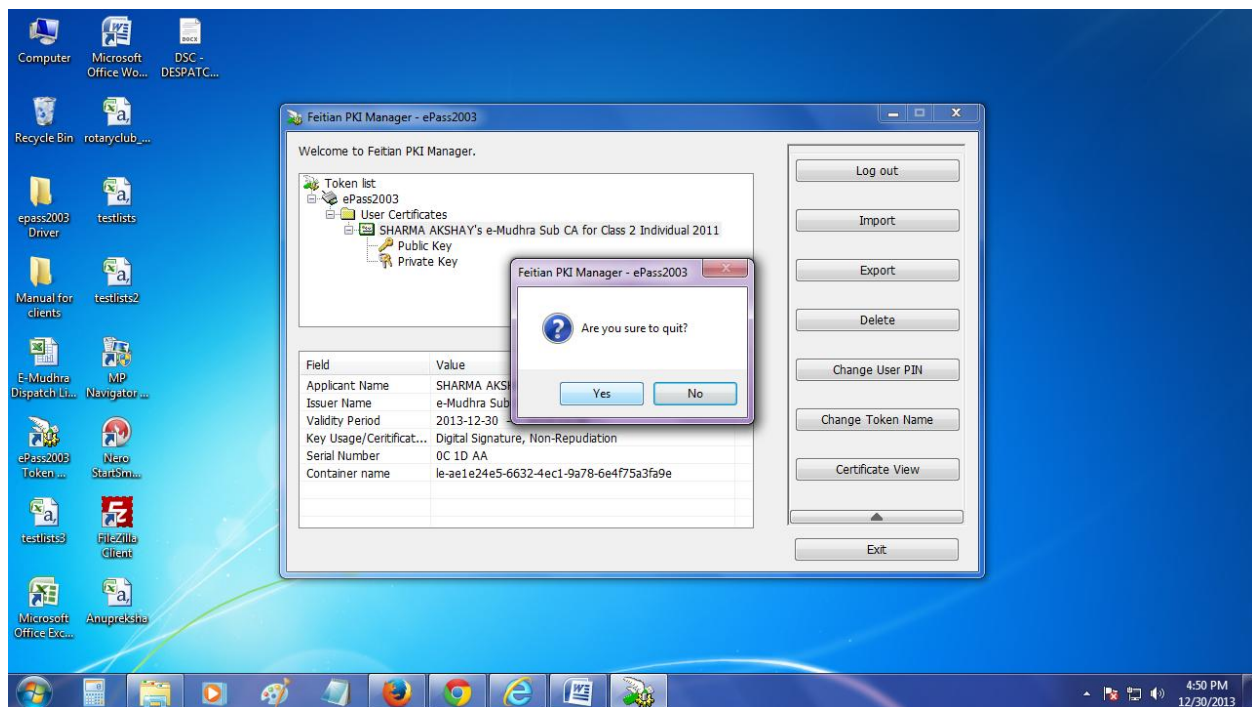 Computer
Microsoft Office Wo...
DSC - DESPATC...
Recycle Bin
rotaryclub_...
epass2003 Driver
testlists
Manual for clients
testlists2
E-Mudhra Dispatch Li...
MP Navigator ...
ePass2003 Token ...
Nero StartSm...
testlists3
FileZilla Client
Microsoft Office Exc...
Anupreksha
Feitian PKI Manager - ePass2003
Welcome to Feitian PKI Manager.
Token list
ePass2003
User Certificates
SHARMA AKSHAY's e-Mudhra Sub CA for Class 2 Individual 2011
Public Key
Private Key
Field Value
Applicant Name SHARMA
Issuer Name e-Mudhra Sub
Validity Period 2013-12-30 -
Key Usage/Ceritificat... Digital Signature, Non-Repudiation
Serial Number 0C 1D AA
Container name le-ae1e24e5-6632-4ec1-9a78-6e4f75a3fa9e
Feitian PKI Manager - ePass2003
Are you sure to quit?
Yes No
Log out
Import
Export
Delete
Change User PIN
Change Token Name
Certificate View
Exit
4:50 PM
12/30/2013